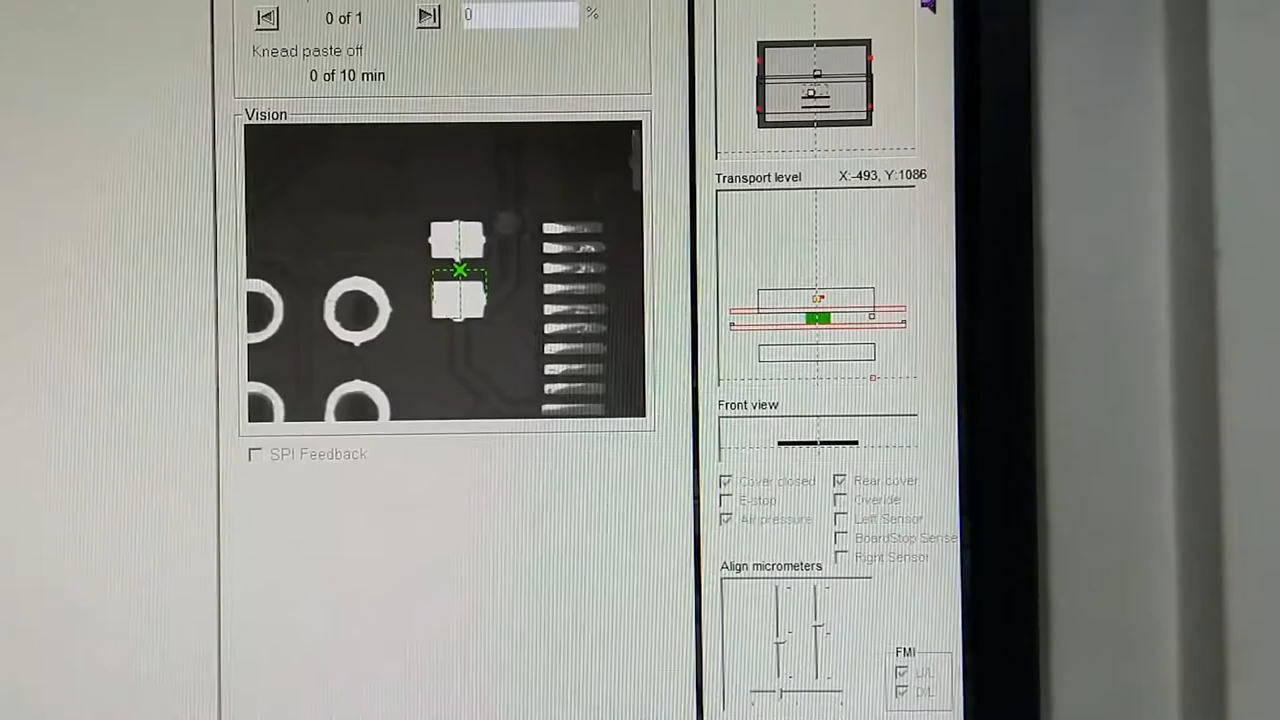 0 of 1
0
%
Knead paste off
0 of 10 min
Vision
SPI Feedback
Transport level
X:-493, Y:1086
Front view
Cover closed
Rear cover
E-stop
Overide
Air pressure
Left Sensor
BoardStop Sense
Right Sensor
Align micrometers
FMI
U/L
D/L